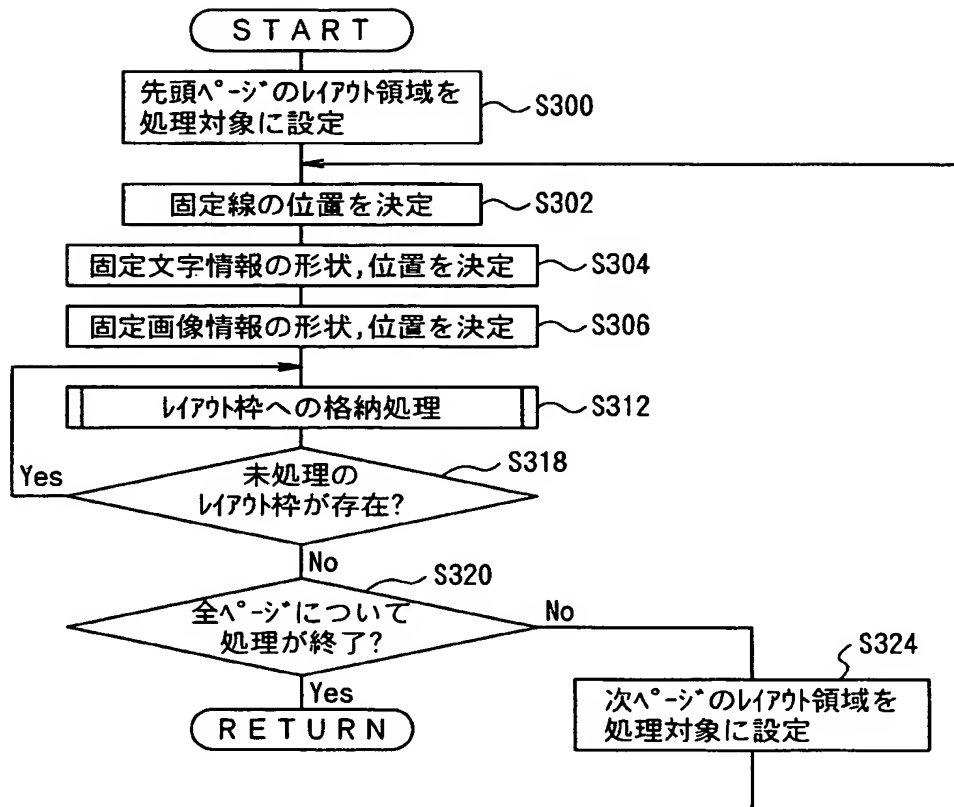 START
先頭ﾍﾟｰｼﾞのﾚｲｱｳﾄ領域を
処理対象に設定
S300
固定線の位置を決定
S302
固定文字情報の形状,位置を決定
S304
固定画像情報の形状,位置を決定
S306
ﾚｲｱｳﾄ枠への格納処理
S312
未処理の
ﾚｲｱｳﾄ枠が存在?
S318
Yes
No
全ﾍﾟｰｼﾞについて
処理が終了?
S320
No
Yes
次ﾍﾟｰｼﾞのﾚｲｱｳﾄ領域を
処理対象に設定
S324
RETURN